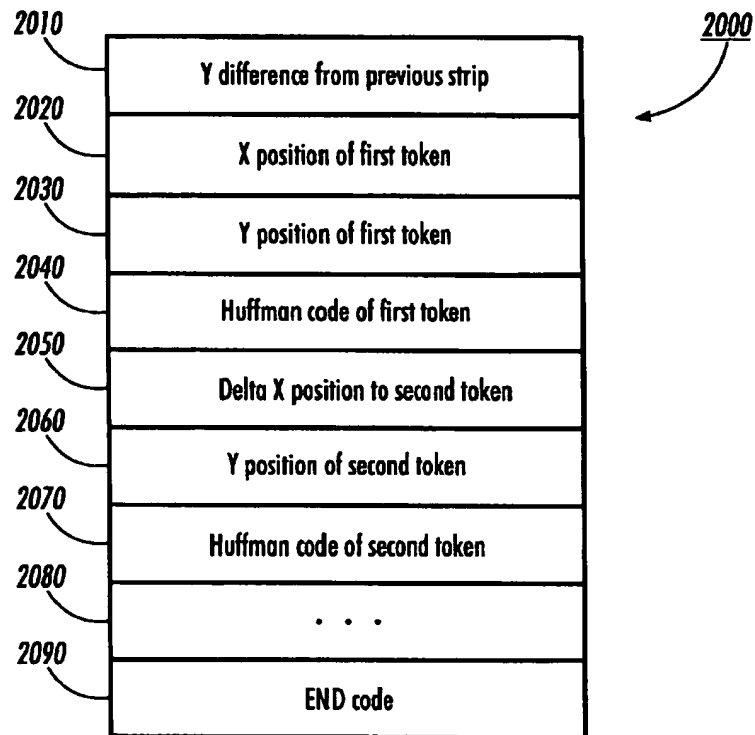 2010
2000
Y difference from previous strip
2020
X position of first token
2030
Y position of first token
2040
Huffman code of first token
2050
Delta X position to second token
2060
Y position of second token
2070
Huffman code of second token
2080
. . .
2090
END code